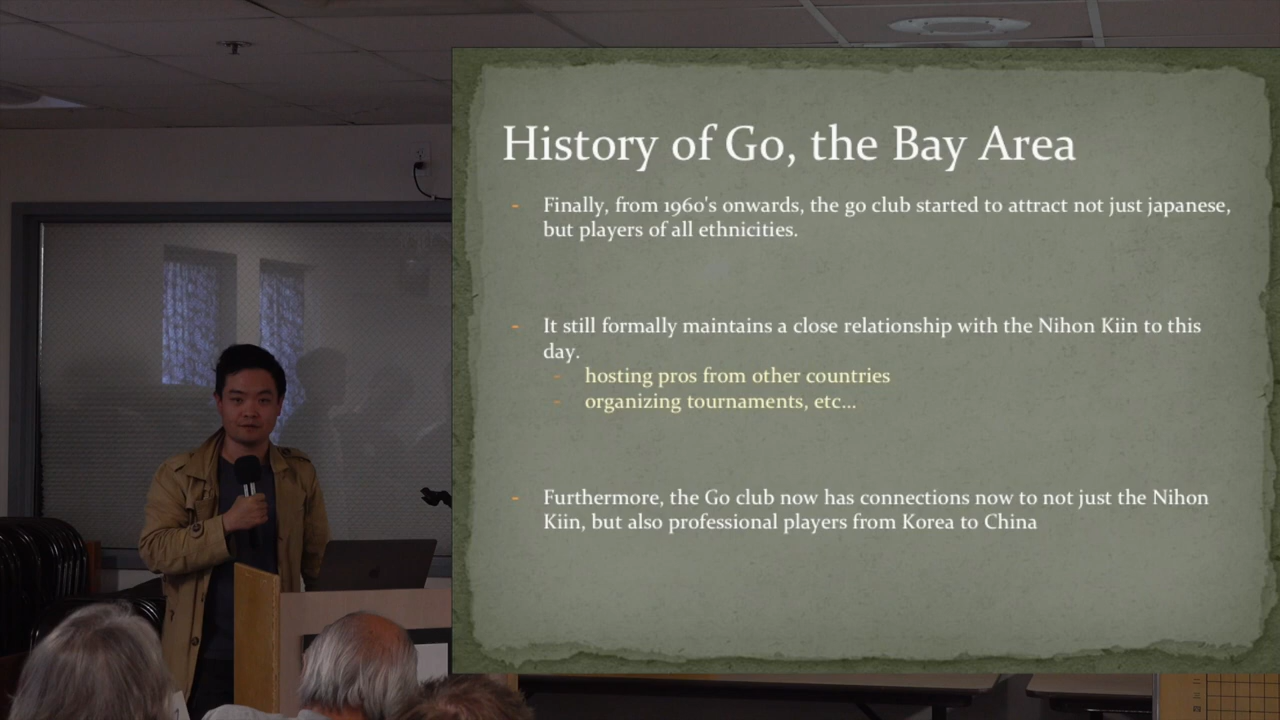 History of Go, the Bay Area
- Finally, from 1960's onwards, the go club started to attract not just japanese,
but players of all ethnicities.
- It still formally maintains a close relationship with the Nihon Kiin to this
day.
- hosting pros from other countries
- organizing tournaments, etc...
- Furthermore, the Go club now has connections now to not just the Nihon
Kiin, but also professional players from Korea to China